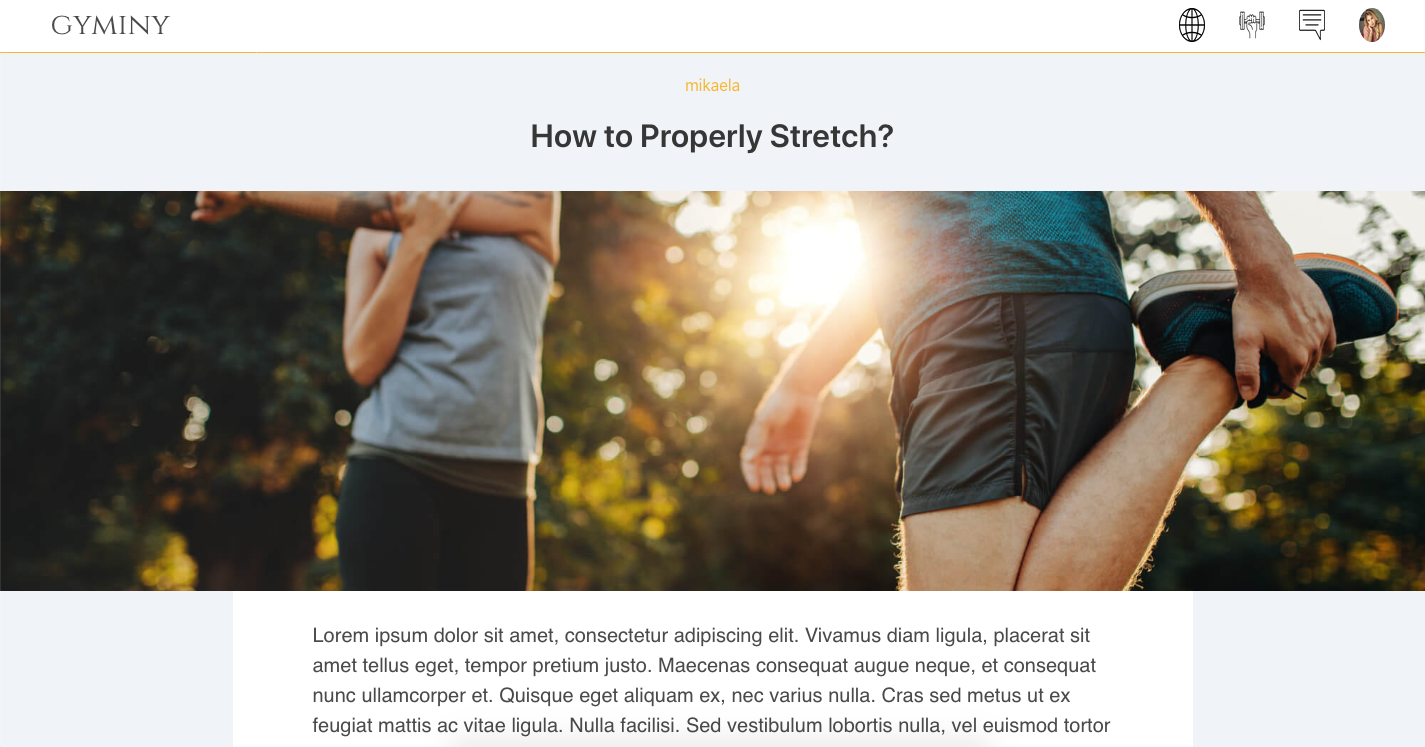 GYMINY
mikaela
How to Properly Stretch?
Lorem ipsum dolor sit amet, consectetur adipiscing elit. Vivamus diam ligula, placerat sit
amet tellus eget, tempor pretium justo. Maecenas consequat augue neque, et consequat
nunc ullamcorper et. Quisque eget aliquam ex, nec varius nulla. Cras sed metus ut ex
feugiat mattis ac vitae ligula. Nulla facilisi. Sed vestibulum lobortis nulla, vel euismod tortor